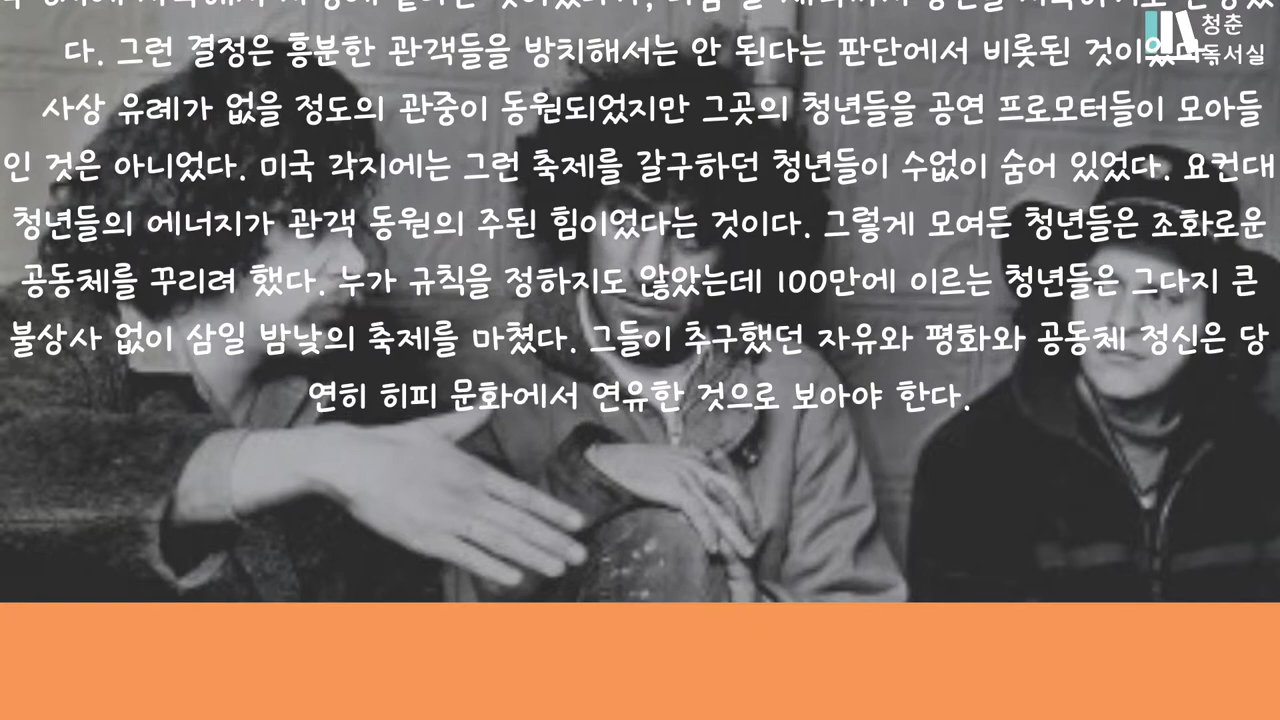 다. 그런 결정은 흥분한 관객들을 방치해서는 안 된다는 판단에서 비롯된 것이었다.
사상 유례가 없을 정도의 관중이 동원되었지만 그곳의 청년들을 공연 프로모터들이 모아들
인 것은 아니었다. 미국 각지에는 그런 축제를 갈구하던 청년들이 수없이 숨어 있었다. 요컨대
청년들의 에너지가 관객 동원의 주된 힘이었다는 것이다. 그렇게 모여든 청년들은 조화로운
공동체를 꾸리려 했다. 누가 규칙을 정하지도 않았는데 100만에 이르는 청년들은 그다지 큰
불상사 없이 삼일 밤낮의 축제를 마쳤다. 그들이 추구했던 자유와 평화와 공동체 정신은 당
연히 히피 문화에서 연유한 것으로 보아야 한다.
청춘
독서실